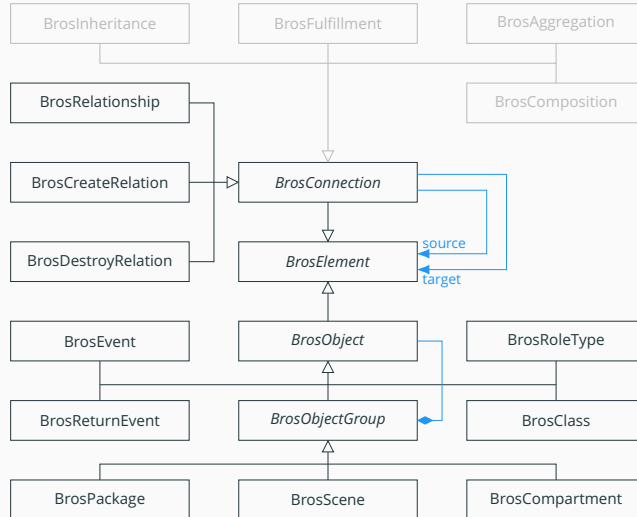 BrosInheritance
BrosFulfillment
BrosAggregation
BrosRelationship
BrosComposition
BrosCreateRelation
BrosConnection
source
BrosDestroyRelation
BrosElement
target
BrosEvent
BrosObject
BrosRoleType
BrosReturnEvent
BrosObjectGroup
BrosClass
BrosPackage
BrosScene
BrosCompartment